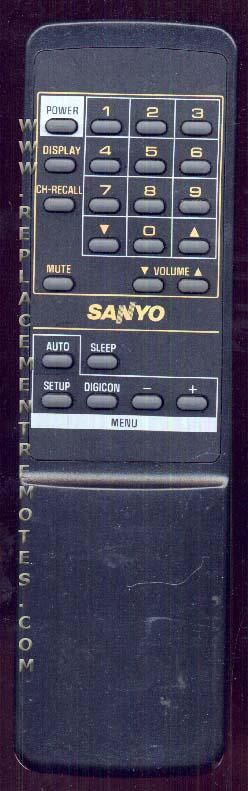 POWER 1 2 3
DISPLAY 4 5 6
CH-RECALL 7 8 9
▼ 0 ▲
MUTE ▼ VOLUME ▲
SANYO
AUTO SLEEP
SETUP DIGICON − +
MENU
WWW.REPLACEMENTREMOTES.COM